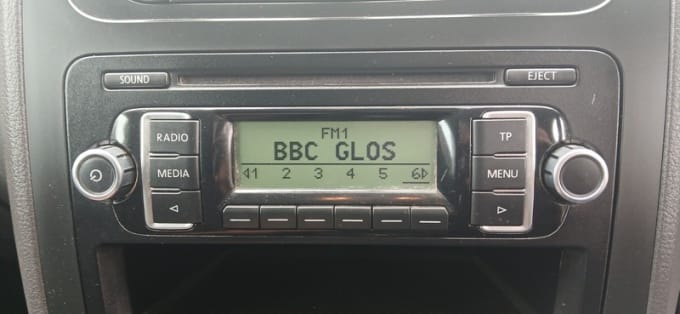 SOUND
EJECT
RADIO
FM1
TP
BBC GLOS
MEDIA
1 2 3 4 5 6
MENU